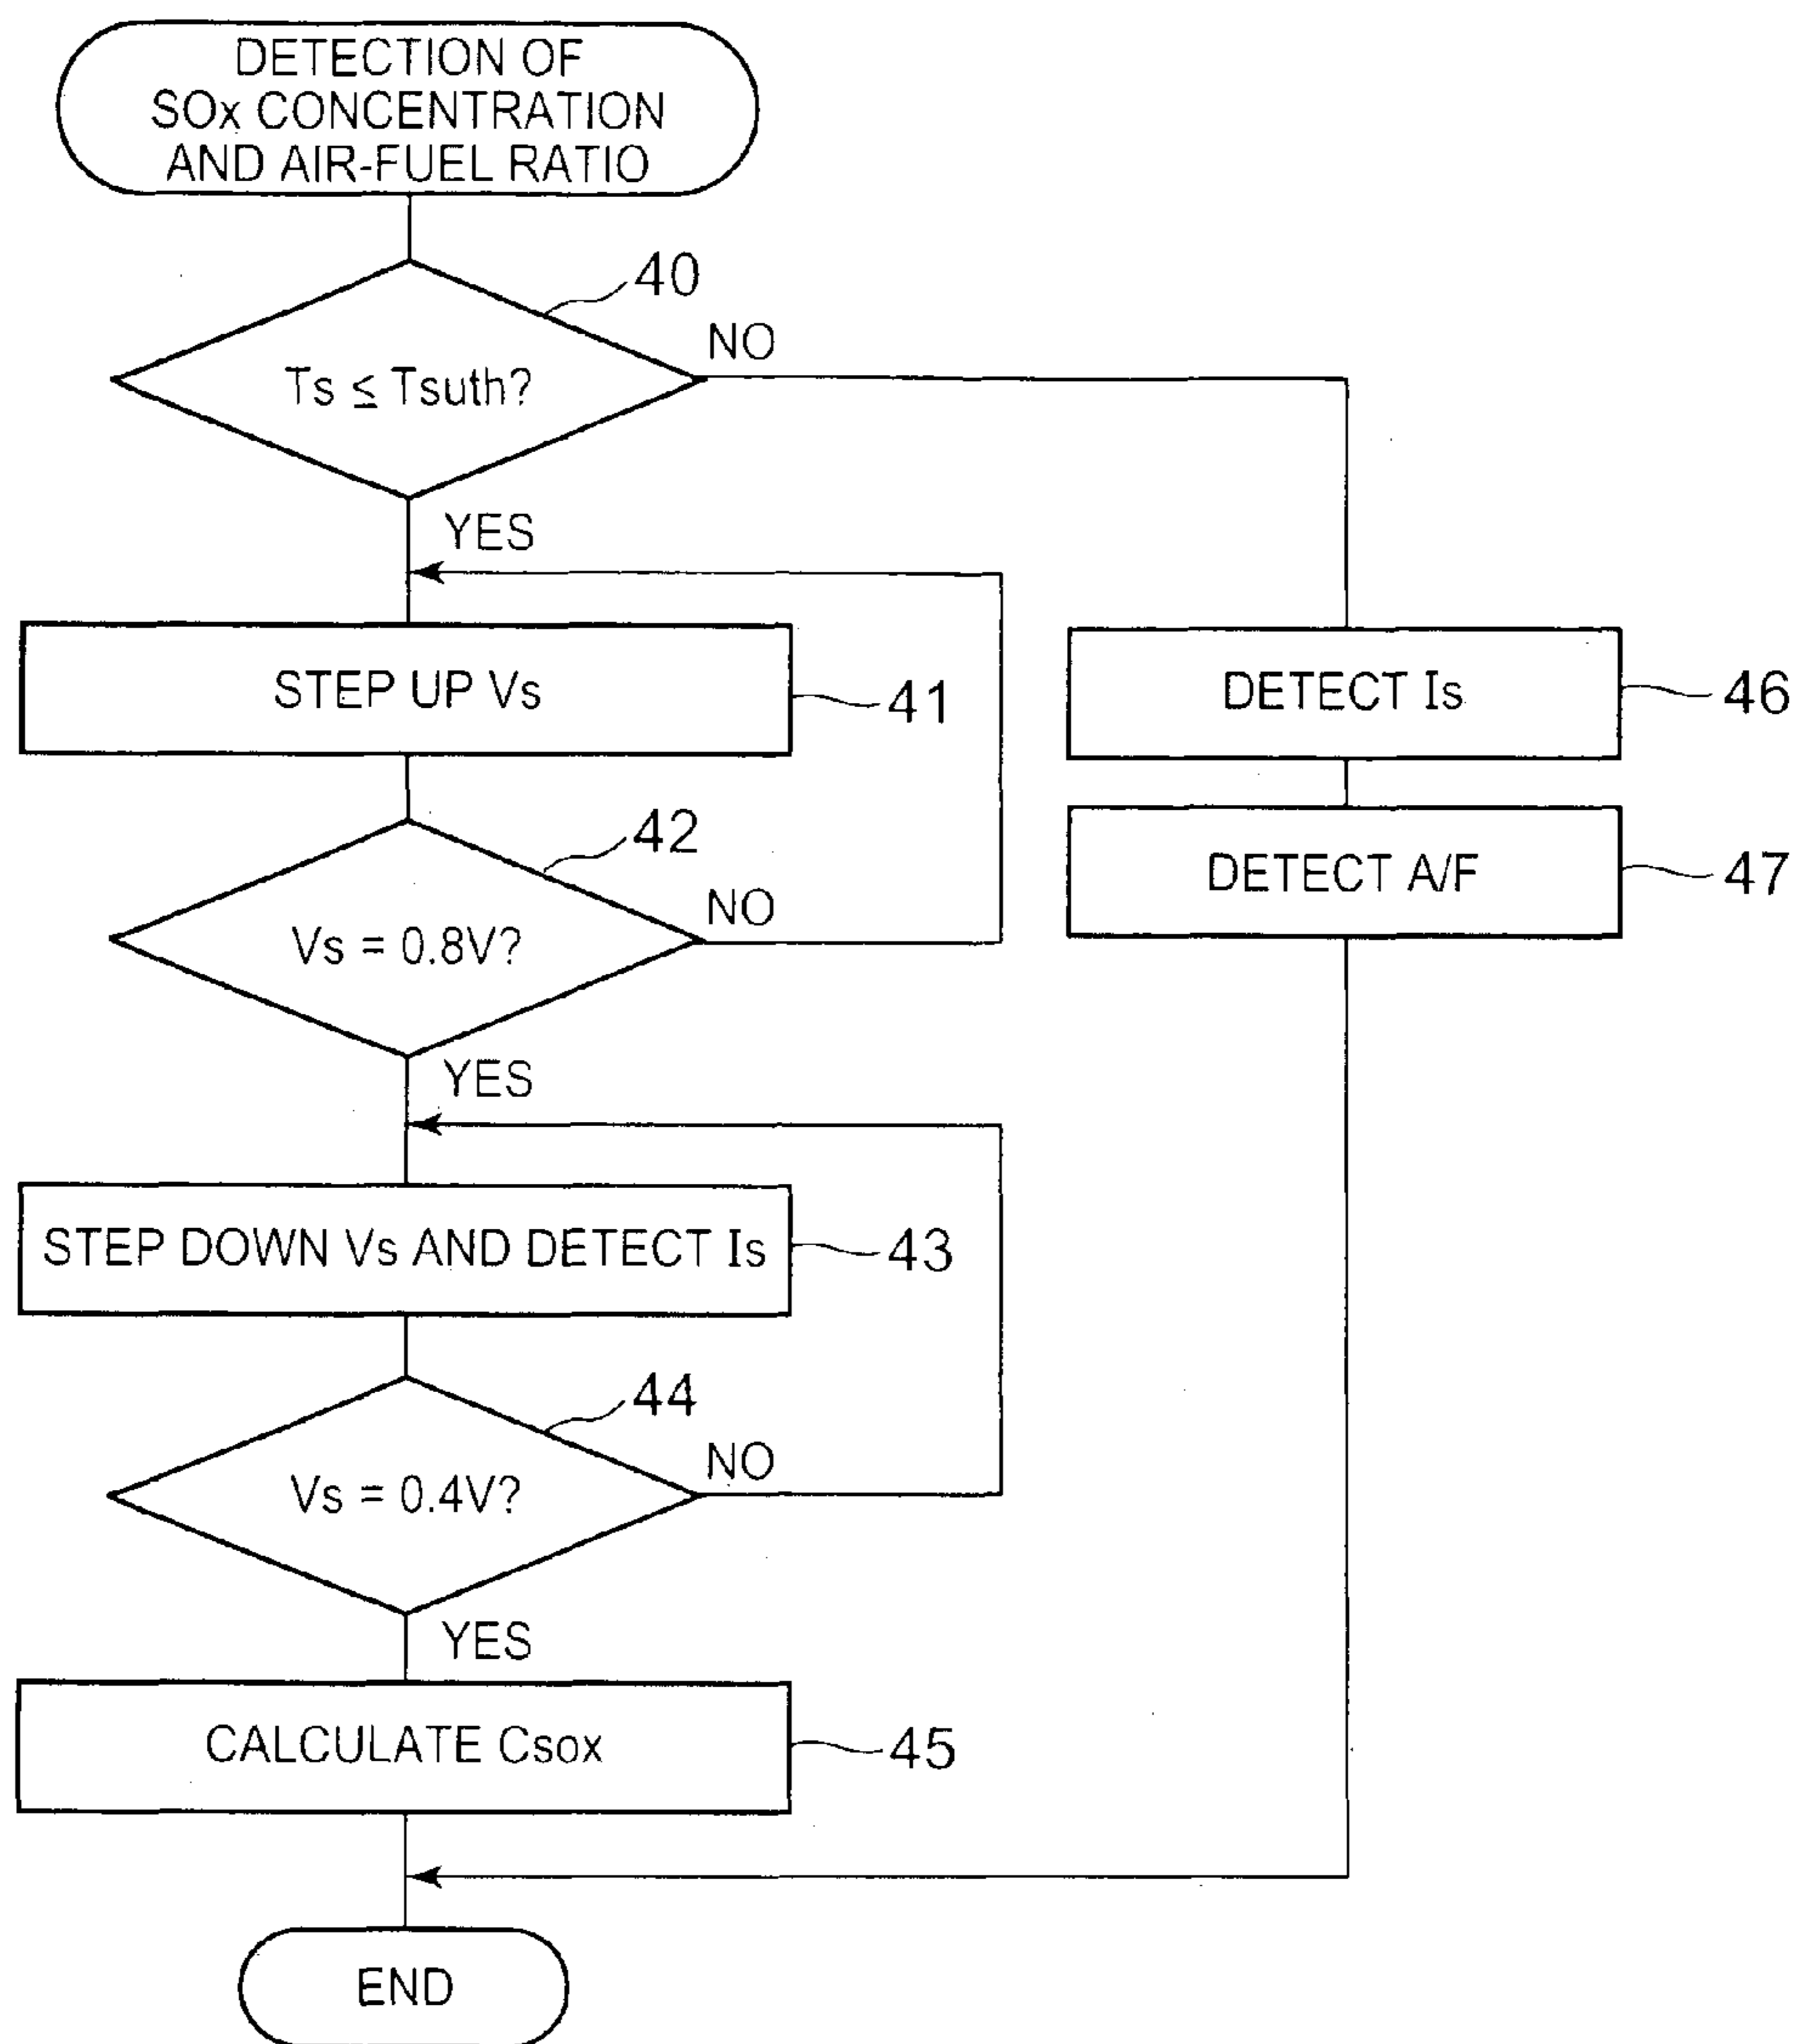 DETECTION OF
SOx CONCENTRATION
AND AIR-FUEL RATIO
40
Ts ≤ Tsuth?
NO
YES
STEP UP Vs
41
DETECT Is
46
42
Vs = 0.8V?
NO
DETECT A/F
47
YES
STEP DOWN Vs AND DETECT Is
43
44
Vs = 0.4V?
NO
YES
CALCULATE Csox
45
END